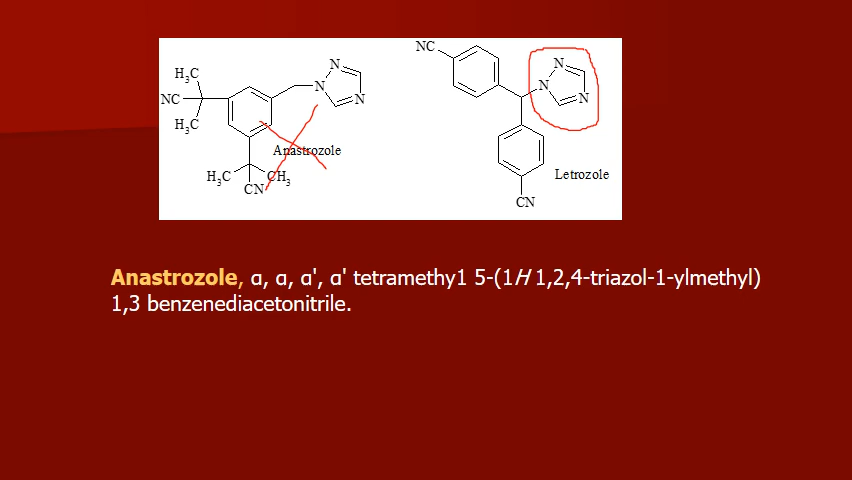 NC
H3C
N
N
N
NC
H3C
N
N
N
Anastrozole
Letrozole
H3C
CH3
CN
CN
Anastrozole, α, α, α', α' tetramethy1 5-(1H 1,2,4-triazol-1-ylmethyl)
1,3 benzenediacetonitrile.